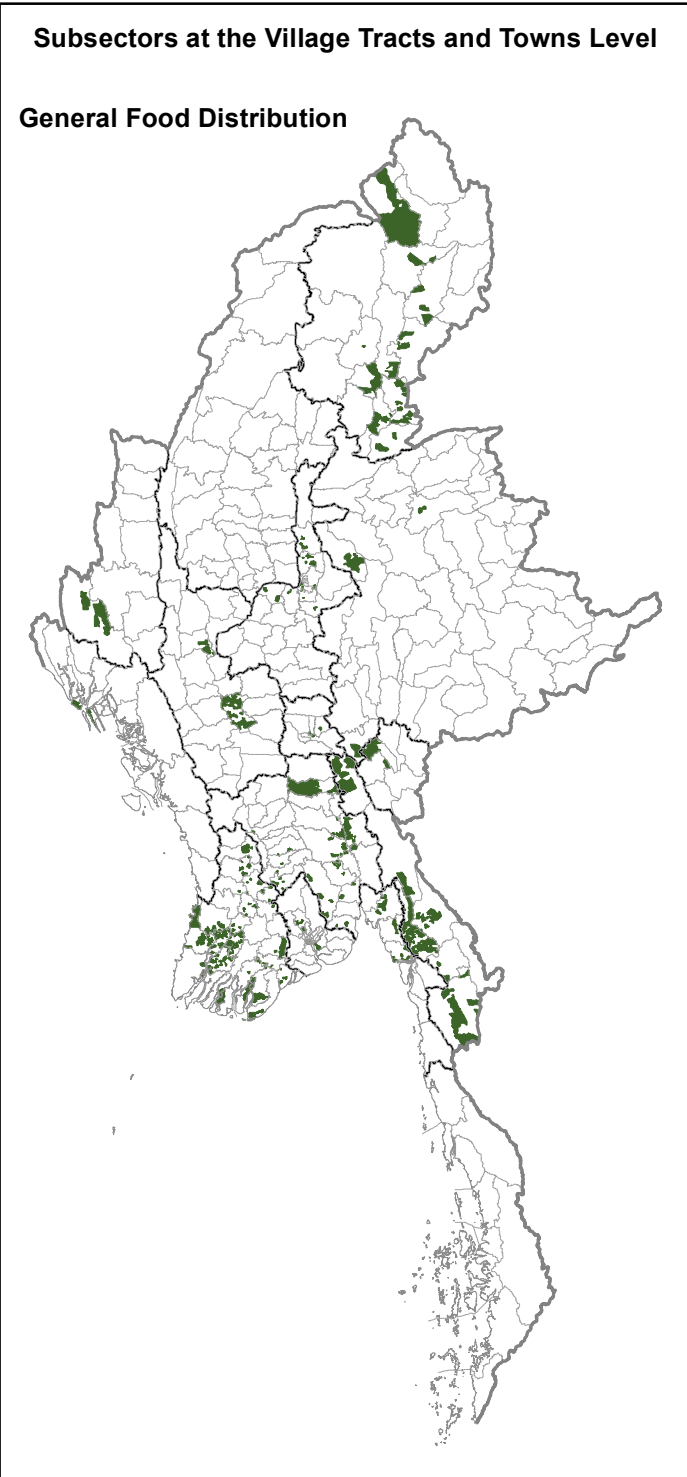 Subsectors at the Village Tracts and Towns Level
General Food Distribution